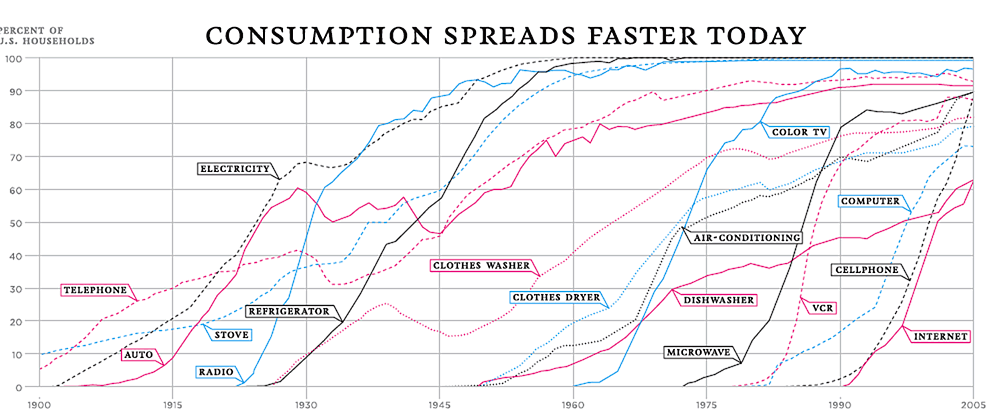 PERCENT OF
U.S. HOUSEHOLDS
CONSUMPTION SPREADS FASTER TODAY
100
90
80
70
60
50
40
30
20
10
0
ELECTRICITY
TELEPHONE
AUTO
STOVE
RADIO
REFRIGERATOR
CLOTHES WASHER
CLOTHES DRYER
COLOR TV
AIR-CONDITIONING
DISHWASHER
MICROWAVE
VCR
COMPUTER
CELLPHONE
INTERNET
1900
1915
1930
1945
1960
1975
1990
2005